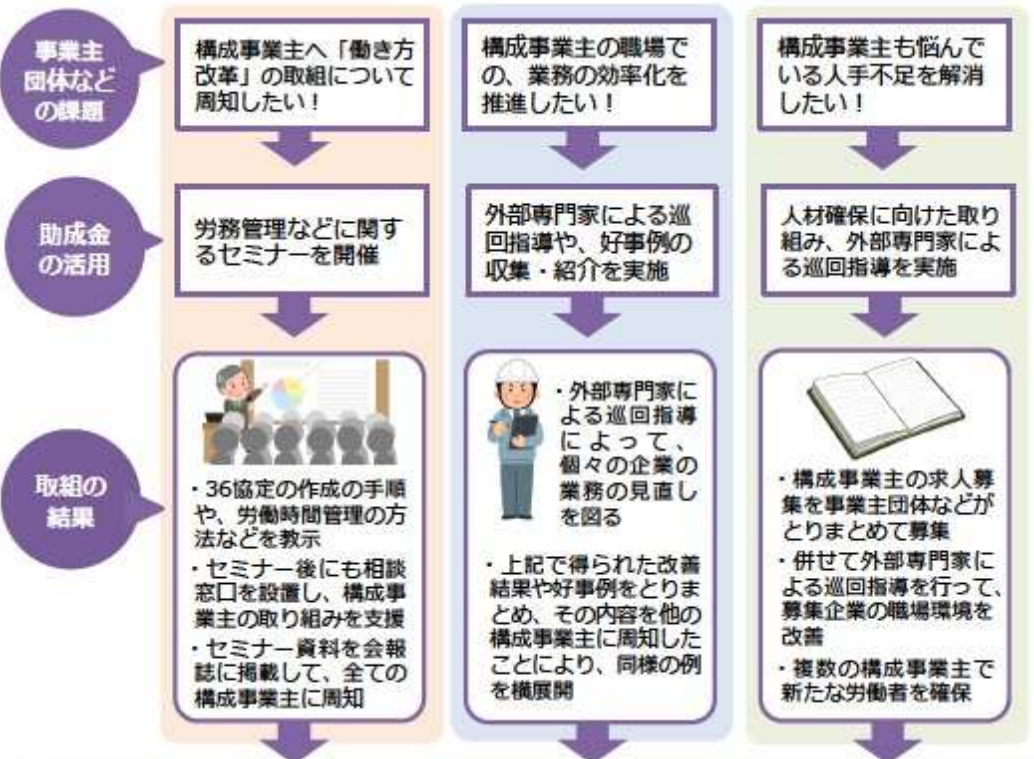 事業主
団体など
の課題
構成事業主へ「働き方
改革」の取組について
周知したい！
構成事業主の職場で
の、業務の効率化を
推進したい！
構成事業主も悩んで
いる人手不足を解消
したい！
助成金
の活用
労務管理などに関す
るセミナーを開催
外部専門家による巡
回指導や、好事例の
収集・紹介を実施
人材確保に向けた取り
組み、外部専門家によ
る巡回指導を実施
取組の
結果
・36協定の作成の手順
や、労働時間管理の方
法などを教示
・セミナー後にも相談
窓口を設置し、構成事
業主の取り組みを支援
・セミナー資料を会報
誌に掲載して、全ての
構成事業主に周知
・外部専門家に
よる巡回指導
によって、
個々の企業の
業務の見直し
を図る
・上記で得られた改善
結果や好事例をとりま
とめ、その内容を他の
構成事業主に周知した
ことにより、同様の例
を横展開
・構成事業主の求人募
集を事業主団体などが
とりまとめて募集
・併せて外部専門家に
よる巡回指導を行って、
募集企業の職場環境を
改善
・複数の構成事業主で
新たな労働者を確保